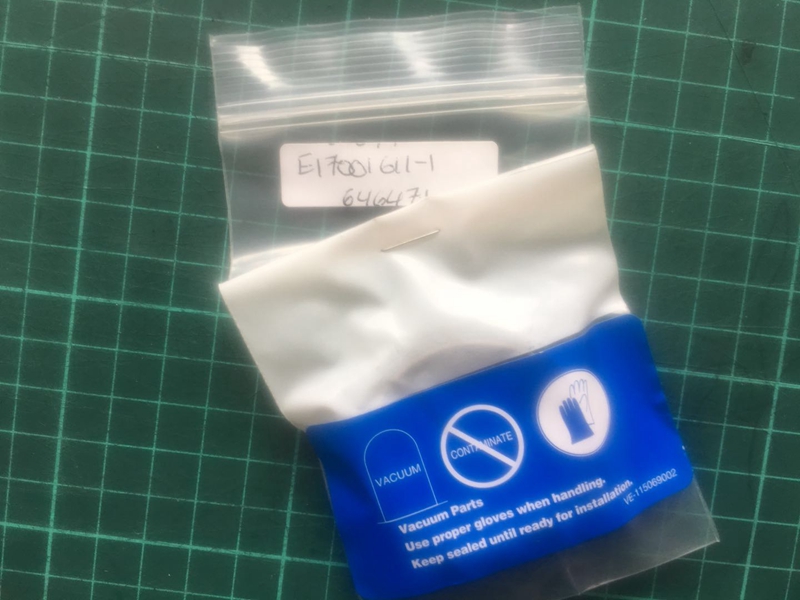 E17001611-1
646471
VACUUM
CONTAMINATE
Vacuum Parts
Use proper gloves when handling.
Keep sealed until ready for installation.
VE-115069002